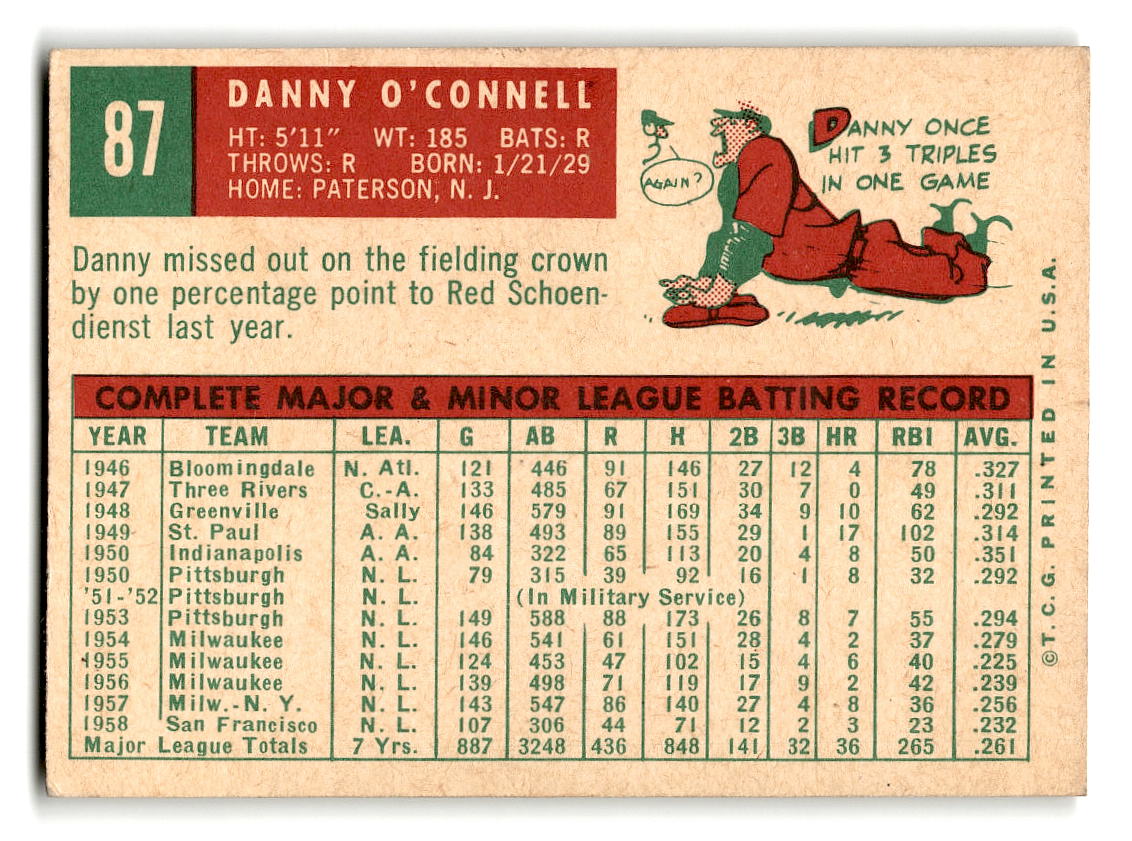 87
DANNY O'CONNELL
HT: 5'11" WT: 185 BATS: R
THROWS: R BORN: 1/21/29
HOME: PATERSON, N. J.
DANNY ONCE
HIT 3 TRIPLES
IN ONE GAME
AGAIN?
Danny missed out on the fielding crown
by one percentage point to Red Schoen-
dienst last year.
COMPLETE MAJOR & MINOR LEAGUE BATTING RECORD
YEAR TEAM LEA. G AB R H 2B 3B HR RBI AVG.
1946 Bloomingdale N. Atl. 121 446 91 146 27 12 4 78 .327
1947 Three Rivers C.-A. 133 485 67 151 30 7 0 49 .311
1948 Greenville Sally 146 579 91 169 34 9 10 62 .292
1949 St. Paul A. A. 138 493 89 155 29 1 17 102 .314
1950 Indianapolis A. A. 84 322 65 113 20 4 8 50 .351
1950 Pittsburgh N. L. 79 315 39 92 16 1 8 32 .292
'51-'52 Pittsburgh N. L. (In Military Service)
1953 Pittsburgh N. L. 149 588 88 173 26 8 7 55 .294
1954 Milwaukee N. L. 146 541 61 151 28 4 2 37 .279
1955 Milwaukee N. L. 124 453 47 102 15 4 6 40 .225
1956 Milwaukee N. L. 139 498 71 119 17 9 2 42 .239
1957 Milw.-N. Y. N. L. 143 547 86 140 27 4 8 36 .256
1958 San Francisco N. L. 107 306 44 71 12 2 3 23 .232
Major League Totals 7 Yrs. 887 3248 436 848 141 32 36 265 .261
©T.C.G. PRINTED IN U.S.A.